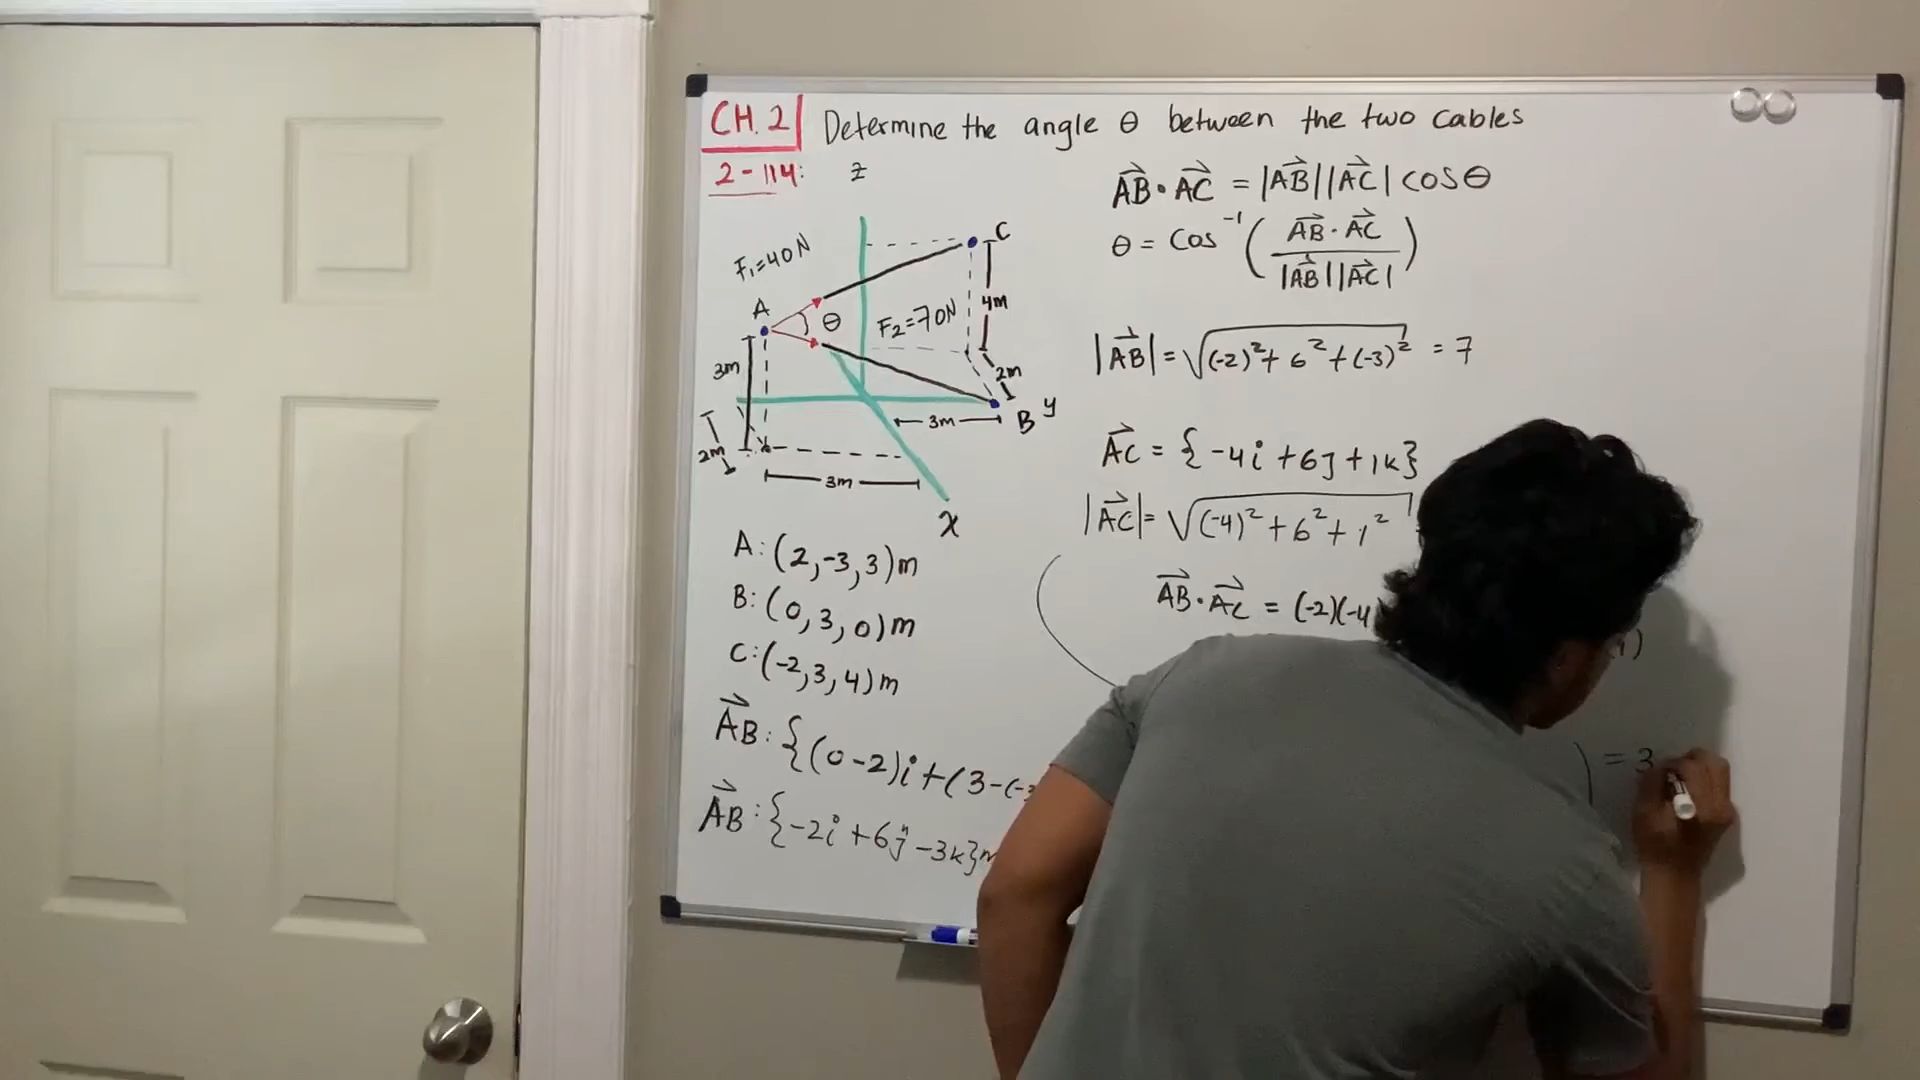 CH. 2 Determine the angle θ between the two cables
2-114:
z
F₁=40N
C
A
θ
F₂=70N
4m
3m
2m
3m
B
y
2m
3m
x
A: (2,-3,3)m
B: (0,3,0)m
C: (-2,3,4)m
AB⃗: {(0-2)i+(3-(-3
AB⃗: {-2i+6j-3k}m
AB⃗·AC⃗ = |AB⃗||AC⃗|cosθ
θ = cos⁻¹(AB⃗·AC⃗ / |AB⃗||AC⃗|)
|AB⃗| = √((-2)²+6²+(-3)²) = 7
AC⃗ = {-4i+6j+1k}
|AC⃗| = √((-4)²+6²+1²)
AB⃗·AC⃗ = (-2)(-4
)
) = 3